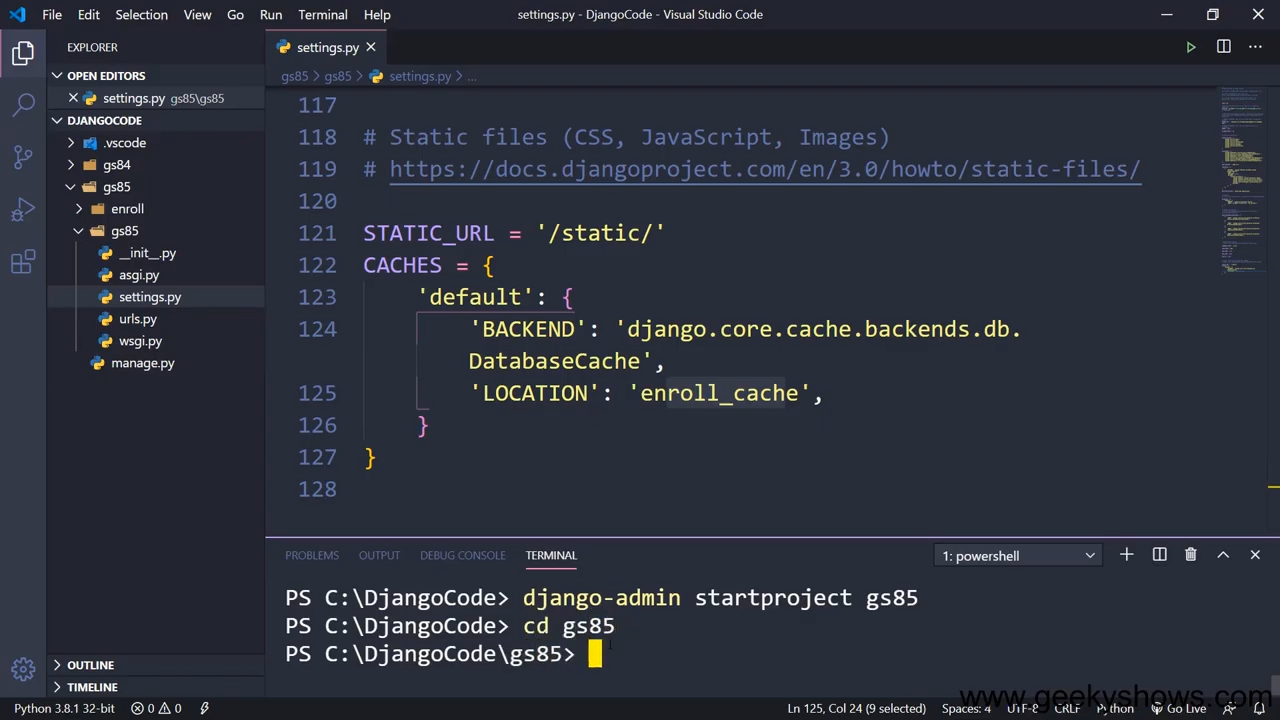 File Edit Selection View Go Run Terminal Help settings.py - DjangoCode - Visual Studio Code
EXPLORER
settings.py
OPEN EDITORS
settings.py gs85\gs85
DJANGOCODE
.vscode
gs84
gs85
enroll
gs85
__init__.py
asgi.py
settings.py
urls.py
wsgi.py
manage.py
OUTLINE
TIMELINE
gs85 > gs85 > settings.py > ...
117
118 # Static files (CSS, JavaScript, Images)
119 # https://docs.djangoproject.com/en/3.0/howto/static-files/
120
121 STATIC_URL = '/static/'
122 CACHES = {
123 'default': {
124 'BACKEND': 'django.core.cache.backends.db.
DatabaseCache',
125 'LOCATION': 'enroll_cache',
126 }
127 }
128
PROBLEMS OUTPUT DEBUG CONSOLE TERMINAL 1: powershell
PS C:\DjangoCode> django-admin startproject gs85
PS C:\DjangoCode> cd gs85
PS C:\DjangoCode\gs85>
www.geekyshows.com
Python 3.8.1 32-bit 0 0 Ln 125, Col 24 (9 selected) Spaces: 4 UTF-8 CRLF Python Go Live